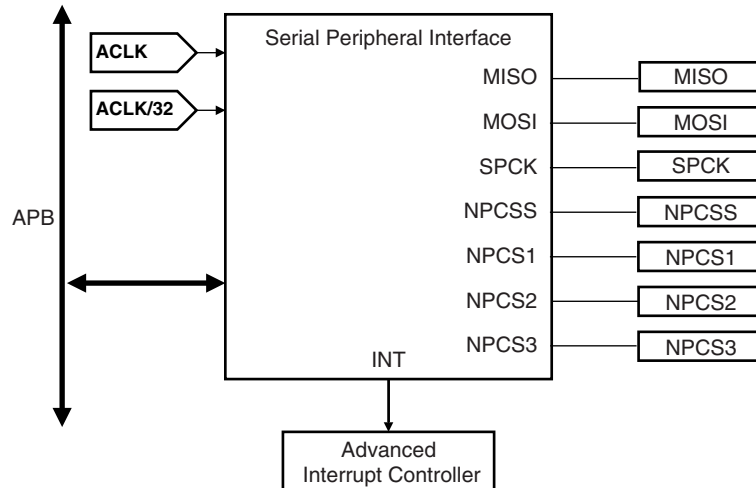 Serial Peripheral Interface
ACLK
ACLK/32
APB
MISO
MOSI
SPCK
NPCSS
NPCS1
NPCS2
NPCS3
INT
MISO
MOSI
SPCK
NPCSS
NPCS1
NPCS2
NPCS3
Advanced
Interrupt Controller